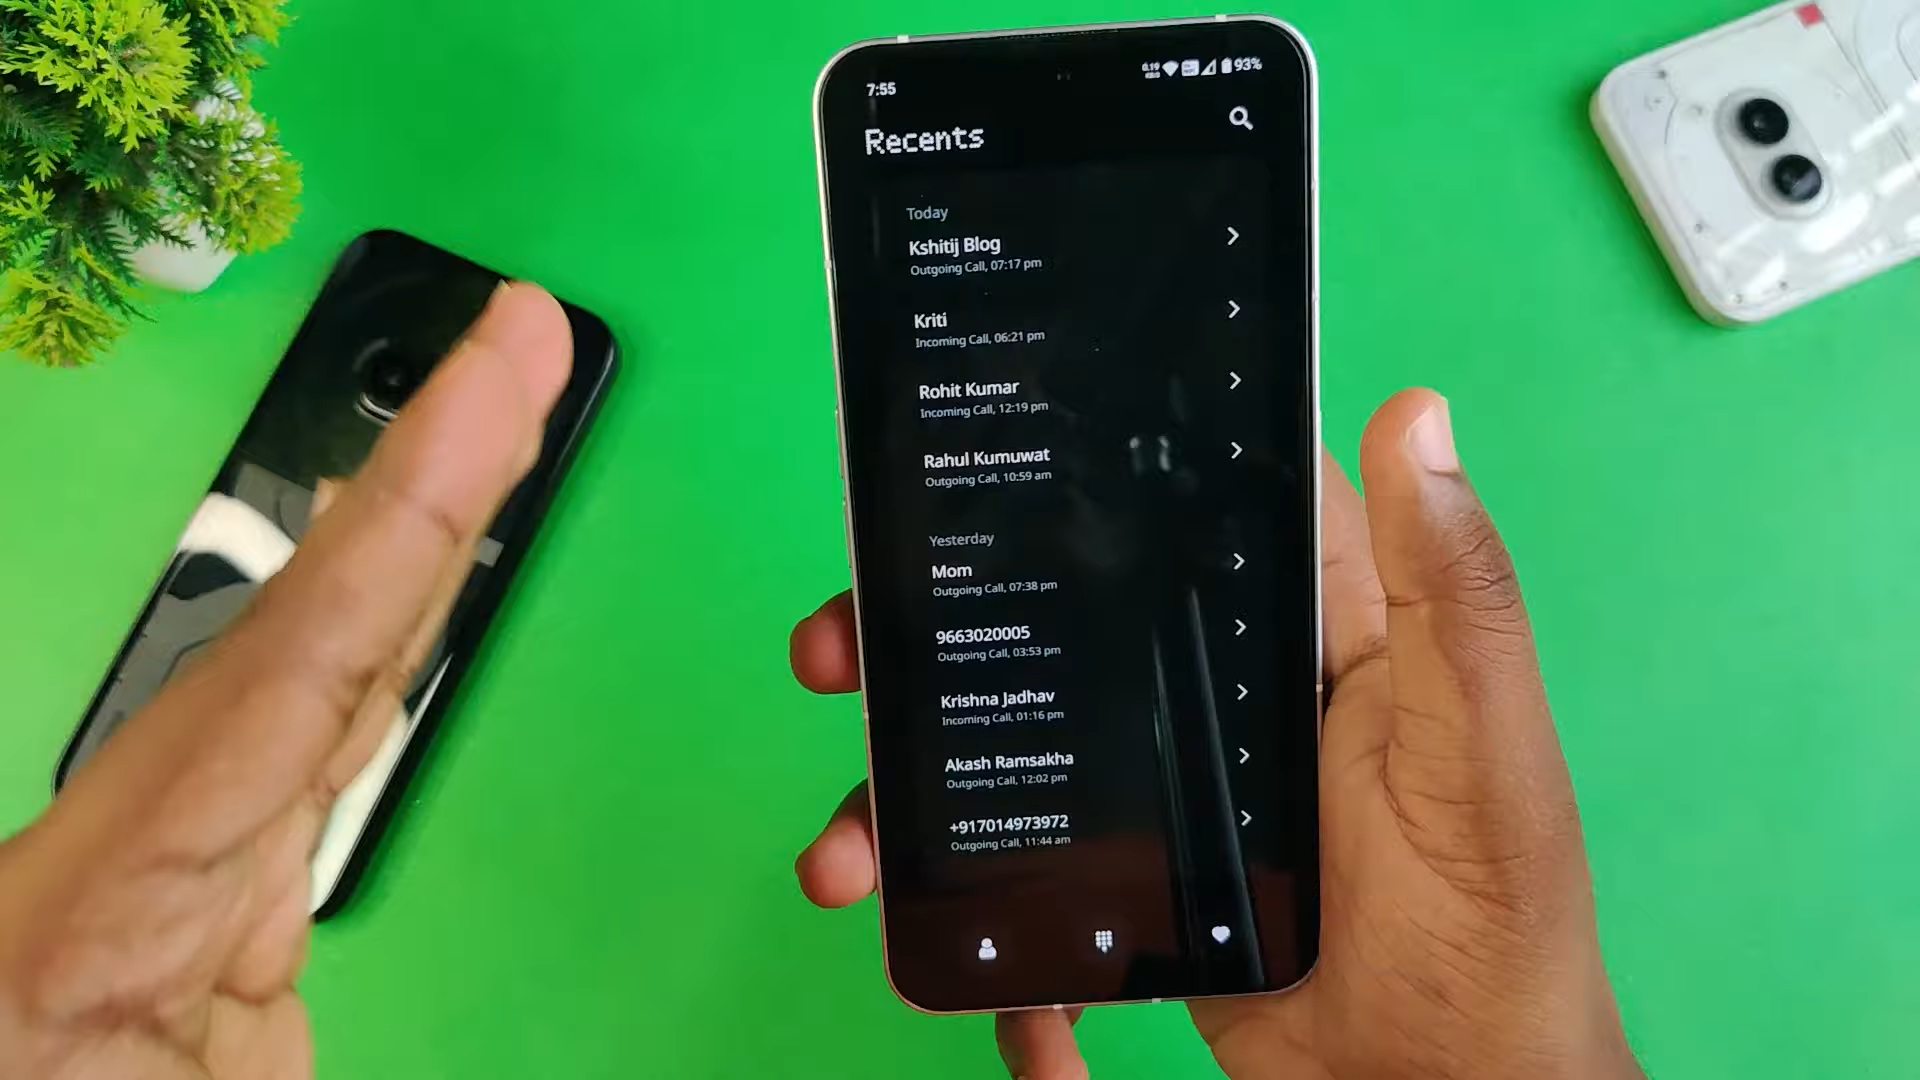 7:55
93%
Recents
Today
Kshitij Blog
Outgoing Call, 07:17 pm
Kriti
Incoming Call, 06:21 pm
Rohit Kumar
Incoming Call, 12:19 pm
Rahul Kumuwat
Outgoing Call, 10:59 am
Yesterday
Mom
Outgoing Call, 07:38 pm
9663020005
Outgoing Call, 03:53 pm
Krishna Jadhav
Incoming Call, 01:16 pm
Akash Ramsakha
Outgoing Call, 12:02 pm
+917014973972
Outgoing Call, 11:44 am